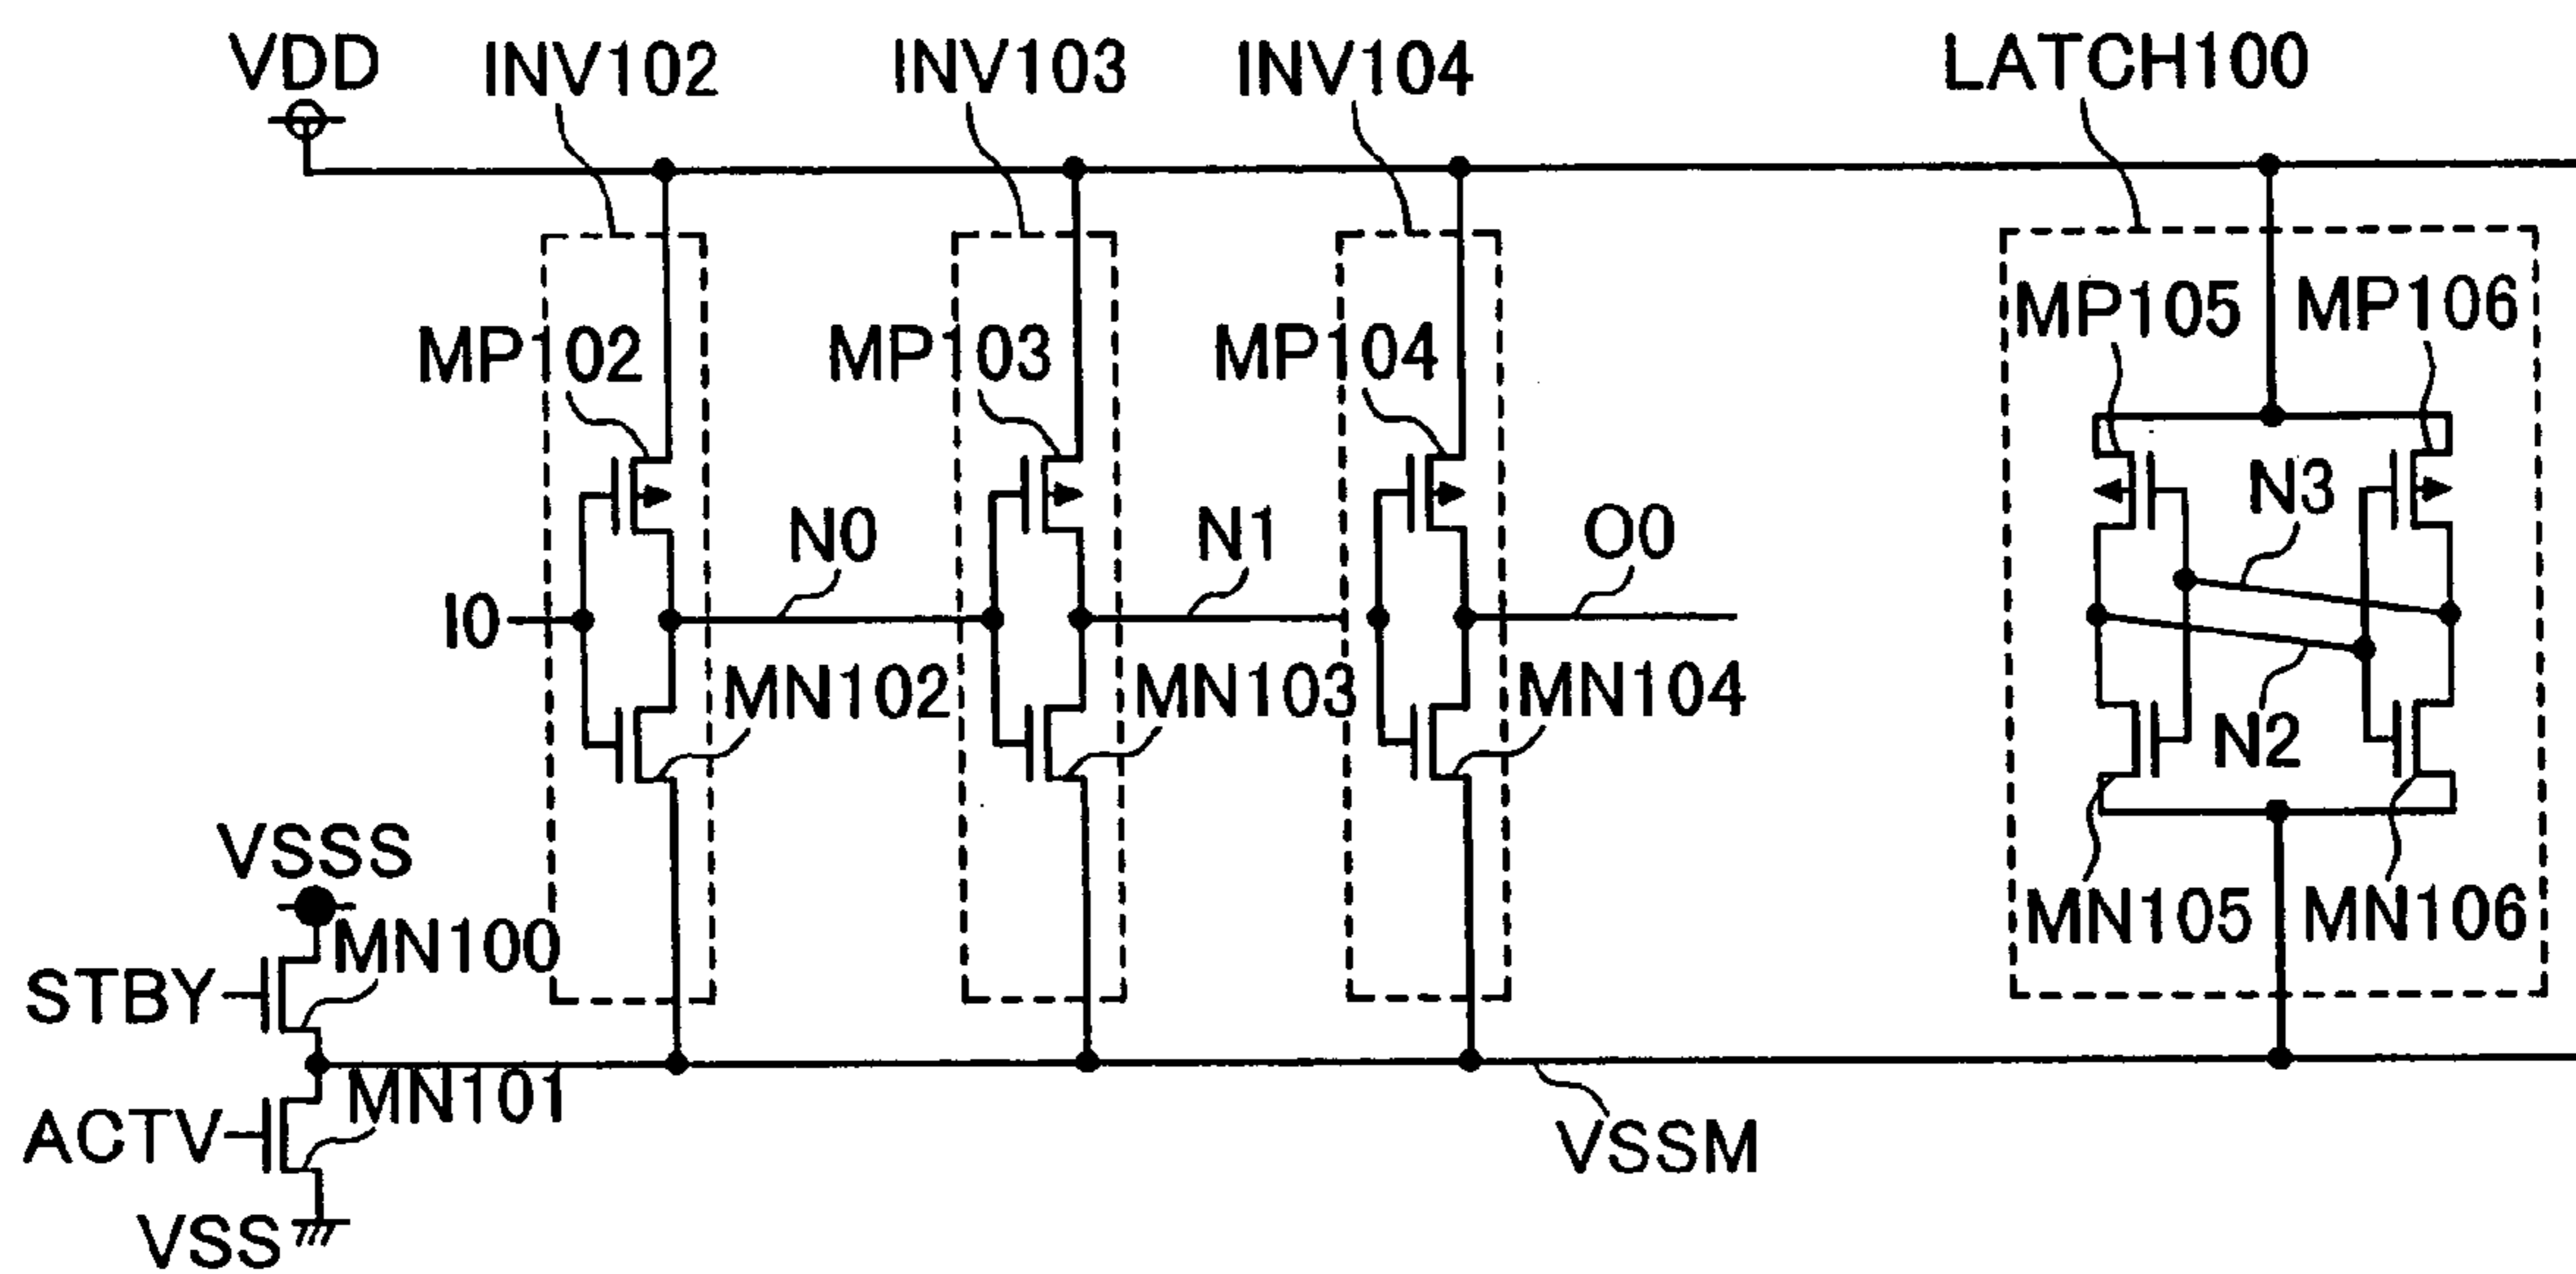 VDD
INV102
INV103
INV104
LATCH100
MP102
MP103
MP104
MP105
MP106
N0
N1
O0
N3
I0
MN102
MN103
MN104
N2
VSSS
MN100
MN105
MN106
STBY
MN101
ACTV
VSSM
VSS